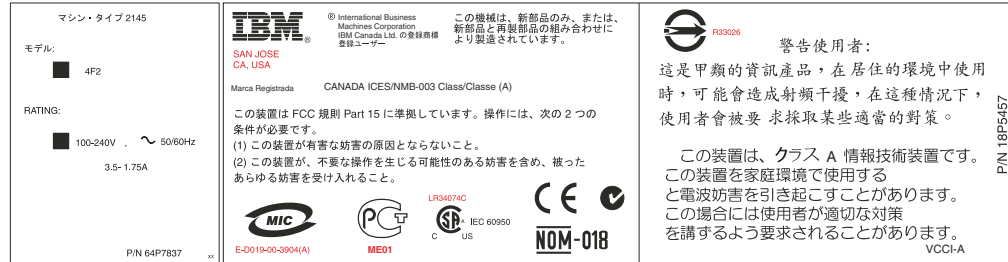 マシン・タイプ 2145
モデル:
4F2
RATING:
100-240V , ～ 50/60Hz
3.5- 1.75A
P/N 64P7837
xx
IBM®
SAN JOSE
CA, USA
® International Business
Machines Corporation
IBM Canada Ltd. の登録商標
登録ユーザー
この機械は、新部品のみ、または、
新部品と再製部品の組み合わせに
より製造されています。
Marca Registrada
CANADA ICES/NMB-003 Class/Classe (A)
この装置は FCC 規則 Part 15 に準拠しています。操作には、次の 2 つの
条件が必要です。
(1) この装置が有害な妨害の原因とならないこと。
(2) この装置が、不要な操作を生じる可能性のある妨害を含め、被った
あらゆる妨害を受け入れること。
MIC
E-D019-00-3904(A)
PCT
ME01
LR34074C
SA
C US
IEC 60950
CE
NOM-018
R33026
警告使用者:
這是甲類的資訊產品，在居住的環境中使用
時，可能會造成射頻干擾，在這種情況下，
使用者會被要 求採取某些適當的對策。
この装置は、クラス A 情報技術装置です。
この装置を家庭環境で使用する
と電波妨害を引き起こすことがあります。
この場合には使用者が適切な対策
を講ずるよう要求されることがあります。
VCCI-A
P/N 18P5457